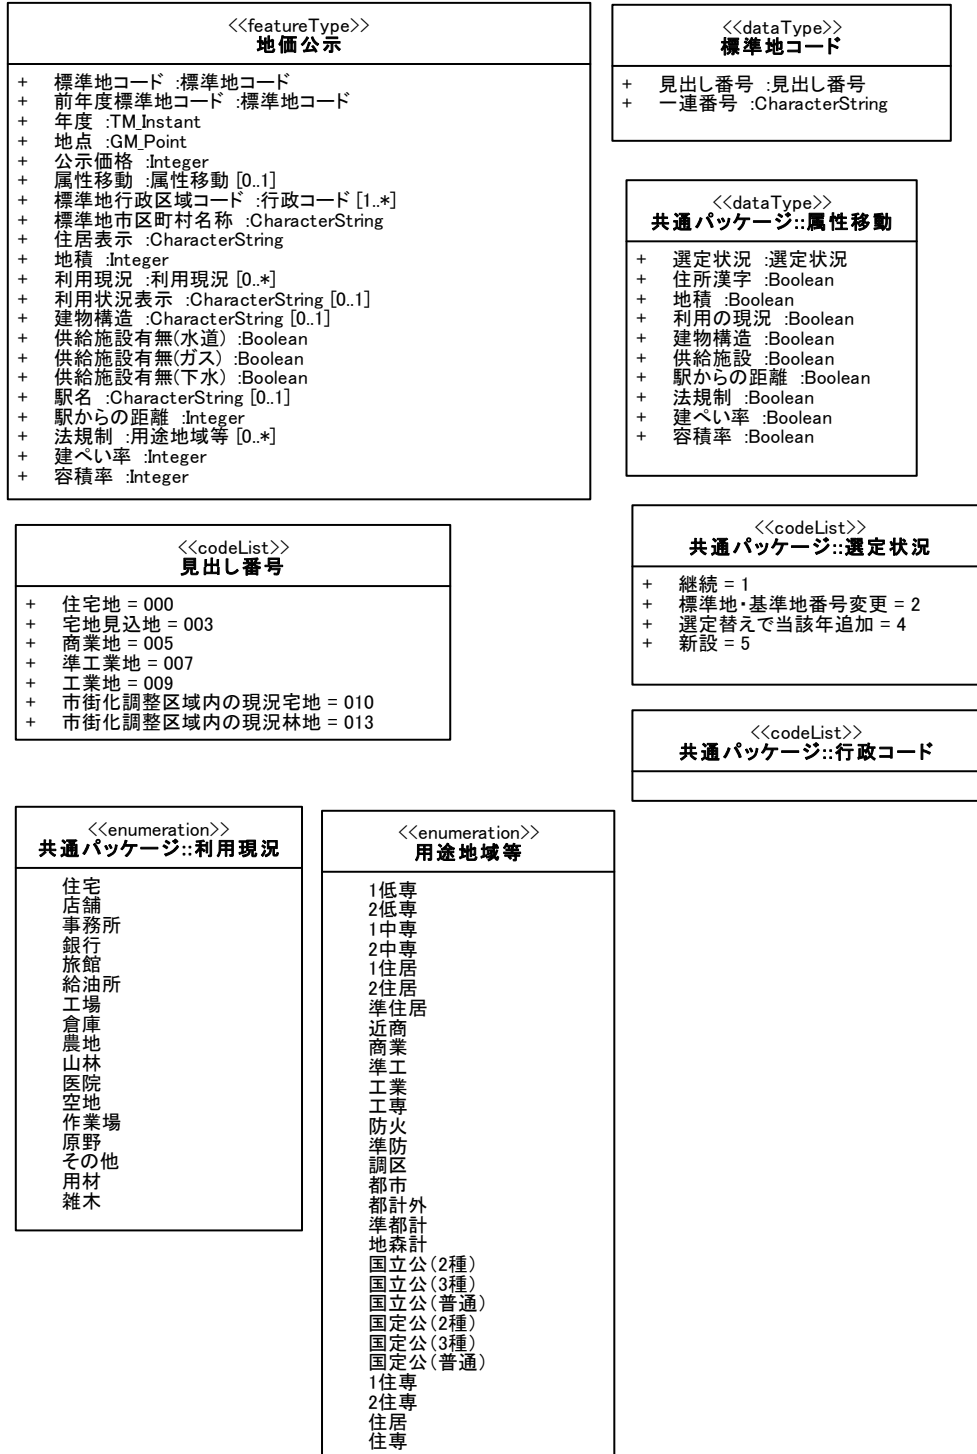 <<featureType>>
地価公示
+ 標準地コード :標準地コード
+ 前年度標準地コード :標準地コード
+ 年度 :TM_Instant
+ 地点 :GM_Point
+ 公示価格 :Integer
+ 属性移動 :属性移動 [0..1]
+ 標準地行政区域コード :行政コード [1..*]
+ 標準地市区町村名称 :CharacterString
+ 住居表示 :CharacterString
+ 地積 :Integer
+ 利用現況 :利用現況 [0..*]
+ 利用状況表示 :CharacterString [0..1]
+ 建物構造 :CharacterString [0..1]
+ 供給施設有無(水道) :Boolean
+ 供給施設有無(ガス) :Boolean
+ 供給施設有無(下水) :Boolean
+ 駅名 :CharacterString [0..1]
+ 駅からの距離 :Integer
+ 法規制 :用途地域等 [0..*]
+ 建ぺい率 :Integer
+ 容積率 :Integer
<<dataType>>
標準地コード
+ 見出し番号 :見出し番号
+ 一連番号 :CharacterString
<<dataType>>
共通パッケージ::属性移動
+ 選定状況 :選定状況
+ 住所漢字 :Boolean
+ 地積 :Boolean
+ 利用の現況 :Boolean
+ 建物構造 :Boolean
+ 供給施設 :Boolean
+ 駅からの距離 :Boolean
+ 法規制 :Boolean
+ 建ぺい率 :Boolean
+ 容積率 :Boolean
<<codeList>>
見出し番号
+ 住宅地 = 000
+ 宅地見込地 = 003
+ 商業地 = 005
+ 準工業地 = 007
+ 工業地 = 009
+ 市街化調整区域内の現況宅地 = 010
+ 市街化調整区域内の現況林地 = 013
<<codeList>>
共通パッケージ::選定状況
+ 継続 = 1
+ 標準地・基準地番号変更 = 2
+ 選定替えで当該年追加 = 4
+ 新設 = 5
<<codeList>>
共通パッケージ::行政コード
<<enumeration>>
共通パッケージ::利用現況
住宅
店舗
事務所
銀行
旅館
給油所
工場
倉庫
農地
山林
医院
空地
作業場
原野
その他
用材
雑木
<<enumeration>>
用途地域等
1低専
2低専
1中専
2中専
1住居
2住居
準住居
近商
商業
準工
工業
工専
防火
準防
調区
都市
都計外
準都計
地森計
国立公(2種)
国立公(3種)
国立公(普通)
国定公(2種)
国定公(3種)
国定公(普通)
1住専
2住専
住居
住専